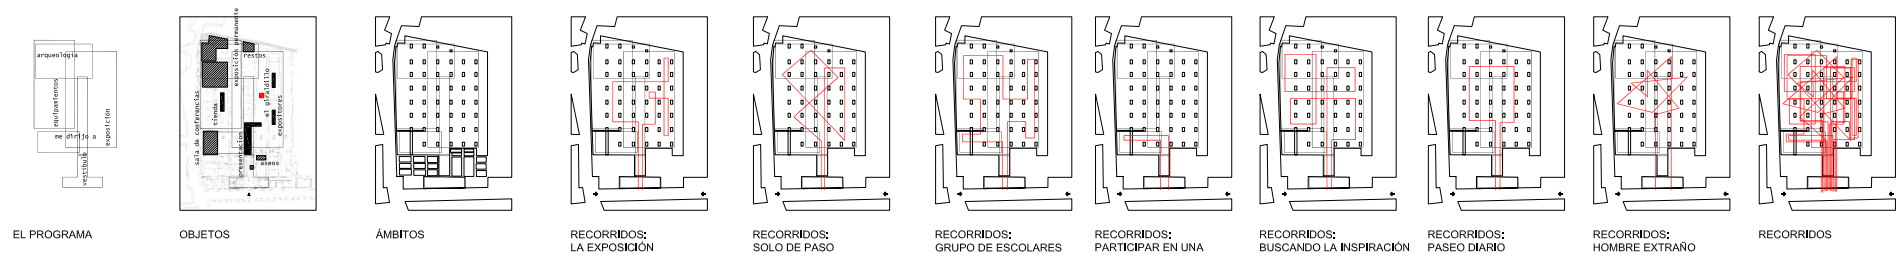 arqueología
equipamientos
exposición
me dirijo a
vestíbulo
EL PROGRAMA
exposición permanente
restos
sala de conferencias
tienda
el giraldillo
expositores
presentación
aseos
OBJETOS
ÁMBITOS
RECORRIDOS:
LA EXPOSICIÓN
RECORRIDOS:
SOLO DE PASO
RECORRIDOS:
GRUPO DE ESCOLARES
RECORRIDOS:
PARTICIPAR EN UNA
RECORRIDOS:
BUSCANDO LA INSPIRACIÓN
RECORRIDOS:
PASEO DIARIO
RECORRIDOS:
HOMBRE EXTRAÑO
RECORRIDOS